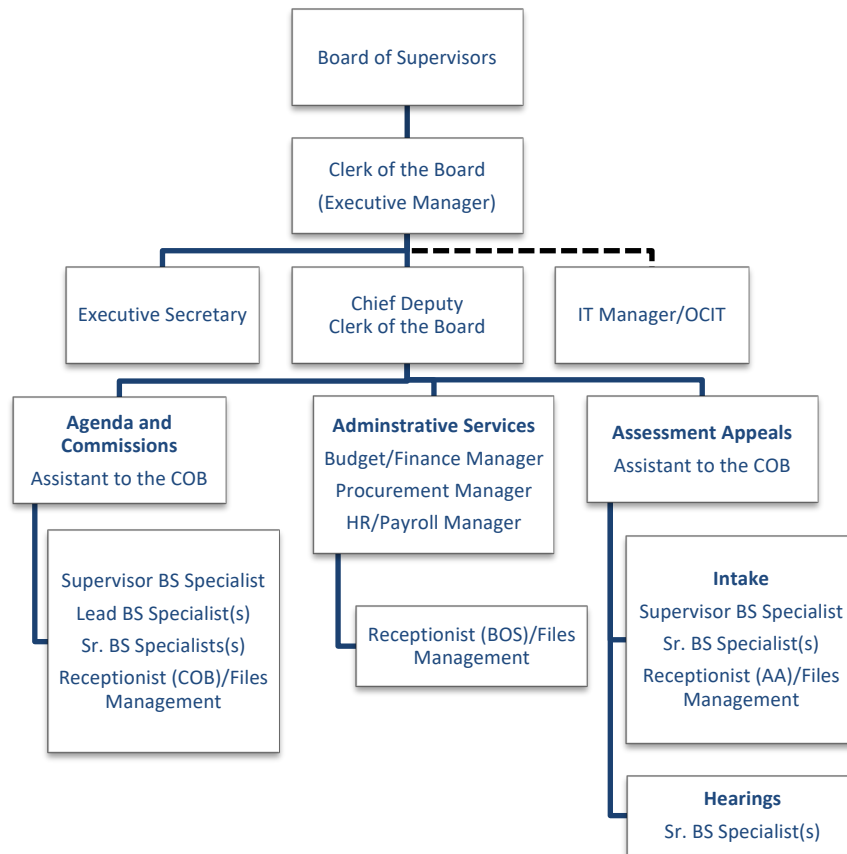 Board of Supervisors
Clerk of the Board
(Executive Manager)
Executive Secretary
Chief Deputy
Clerk of the Board
IT Manager/OCIT
Agenda and
Commissions
Assistant to the COB
Adminstrative Services
Budget/Finance Manager
Procurement Manager
HR/Payroll Manager
Assessment Appeals
Assistant to the COB
Supervisor BS Specialist
Lead BS Specialist(s)
Sr. BS Specialists(s)
Receptionist (COB)/Files
Management
Receptionist (BOS)/Files
Management
Intake
Supervisor BS Specialist
Sr. BS Specialist(s)
Receptionist (AA)/Files
Management
Hearings
Sr. BS Specialist(s)